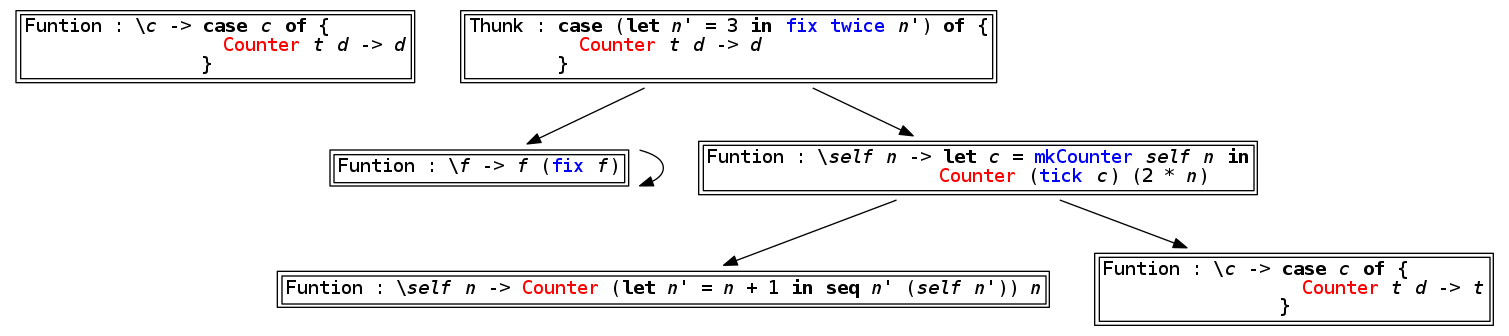 Funtion : \c -> case c of {
Counter t d -> d
}
Thunk : case (let n' = 3 in fix twice n') of {
Counter t d -> d
}
Funtion : \f -> f (fix f)
Funtion : \self n -> let c = mkCounter self n in
Counter (tick c) (2 * n)
Funtion : \self n -> Counter (let n' = n + 1 in seq n' (self n')) n
Funtion : \c -> case c of {
Counter t d -> t
}